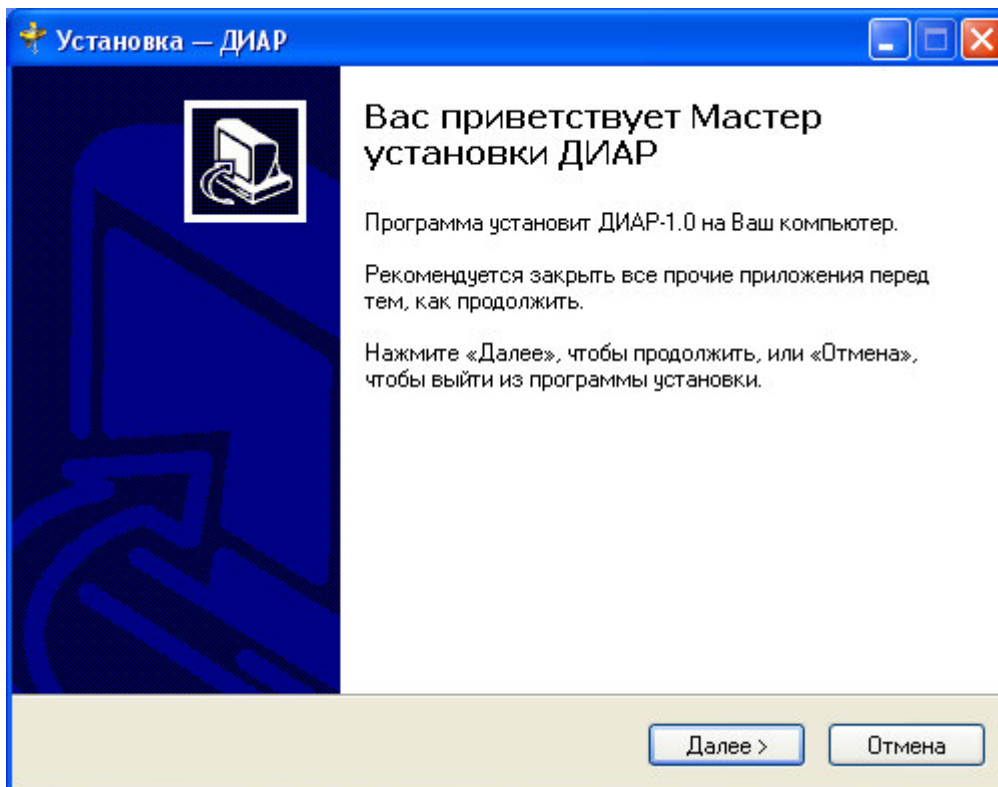 Установка — ДИАР
Вас приветствует Мастер
установки ДИАР
Программа установит ДИАР-1.0 на Ваш компьютер.
Рекомендуется закрыть все прочие приложения перед
тем, как продолжить.
Нажмите «Далее», чтобы продолжить, или «Отмена»,
чтобы выйти из программы установки.
Далее >
Отмена